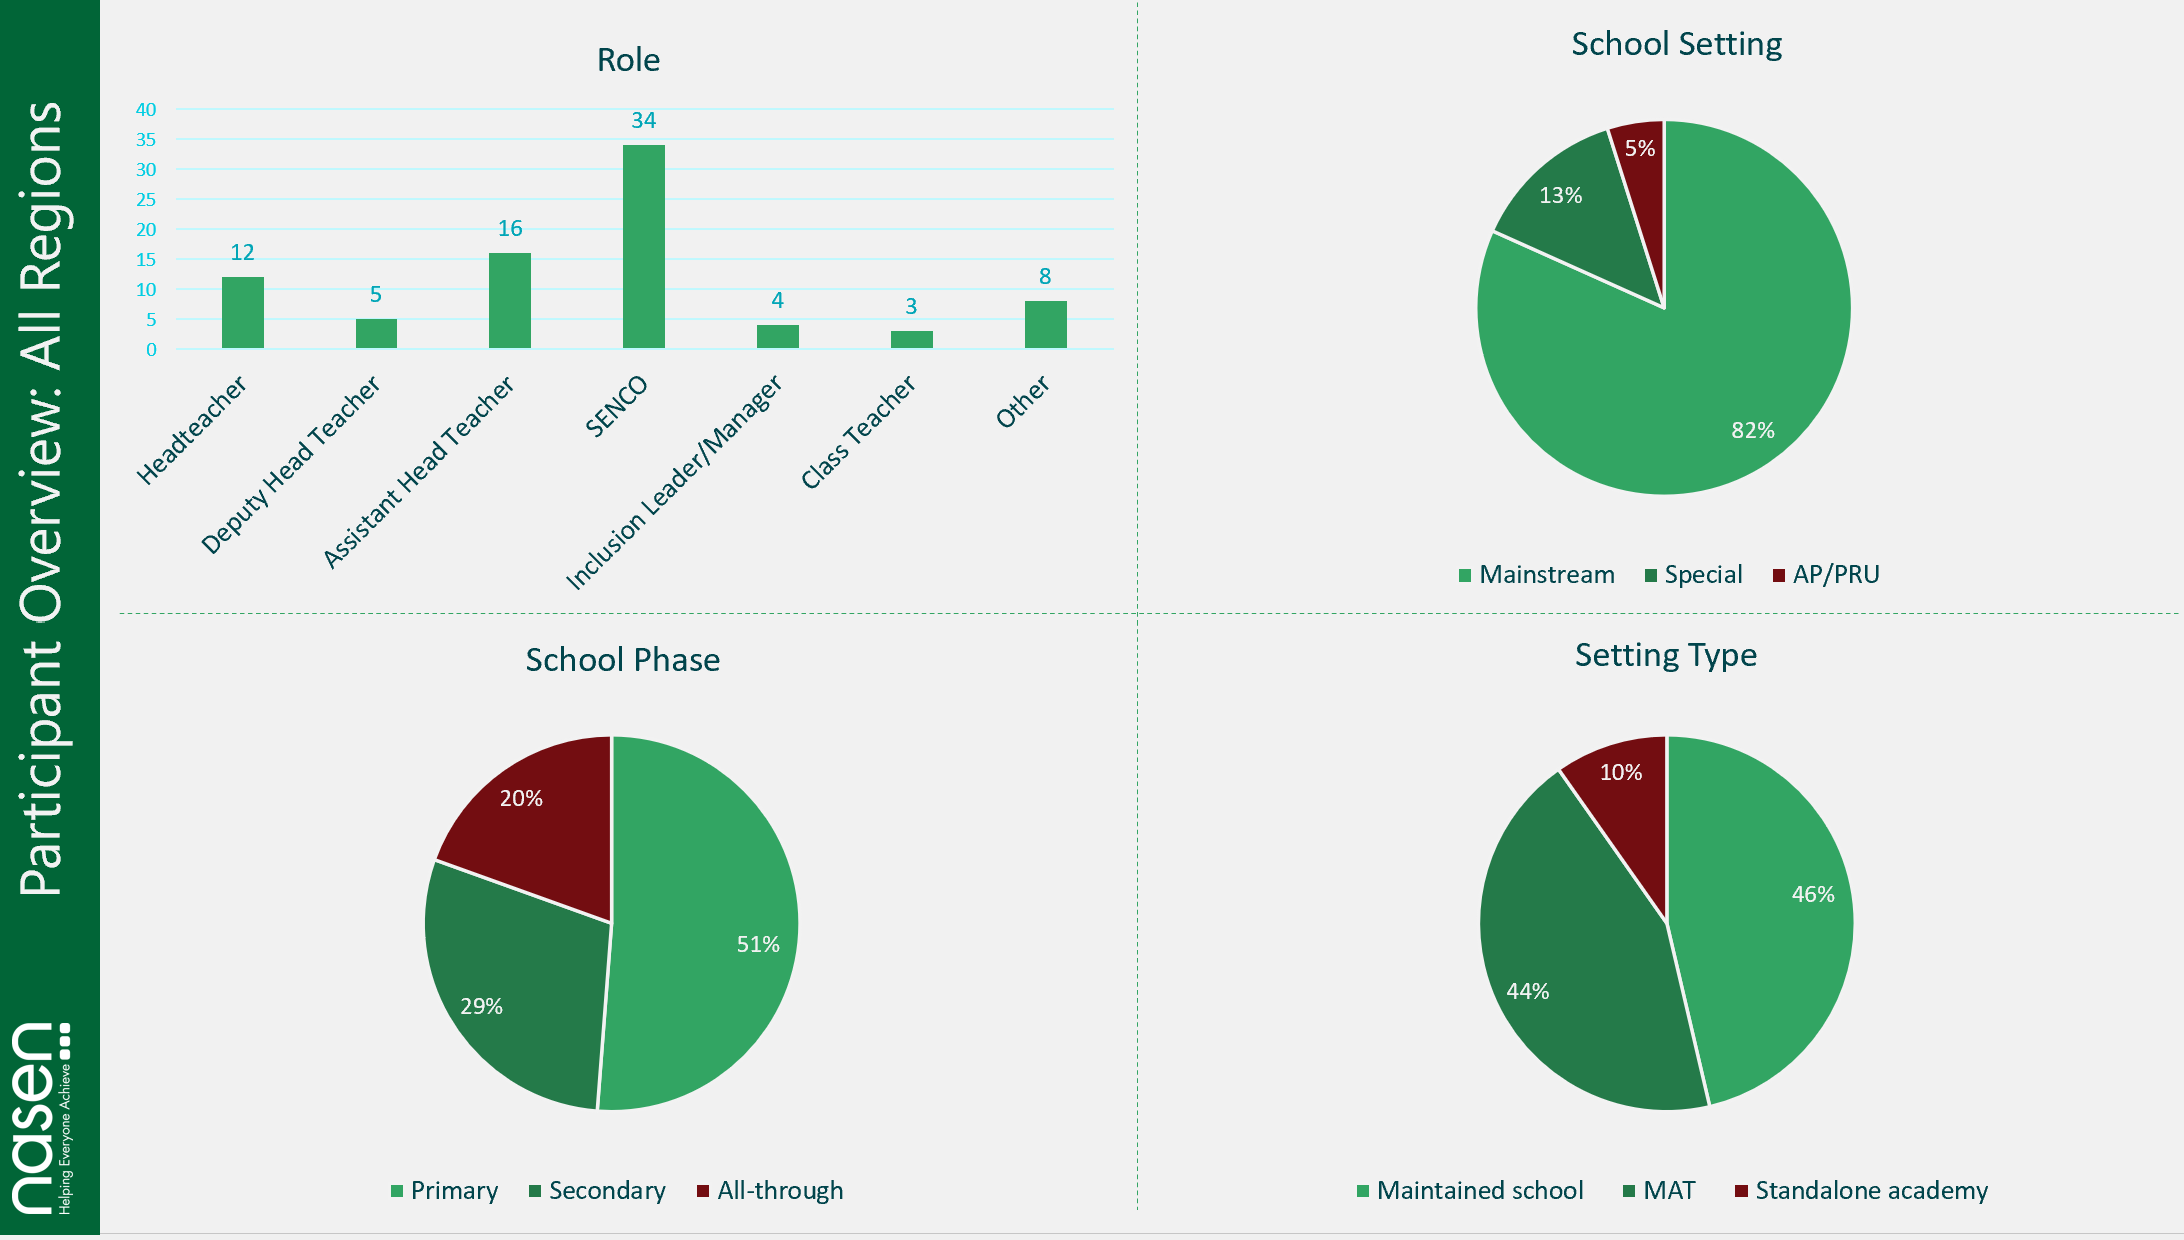 Participant Overview: All Regions
nasen
Helping Everyone Achieve
Role
40
35
30
25
20
15
10
5
0
12
5
16
34
4
3
8
Headteacher
Deputy Head Teacher
Assistant Head Teacher
SENCO
Inclusion Leader/Manager
Class Teacher
Other
School Setting
5%
13%
82%
Mainstream Special AP/PRU
School Phase
20%
51%
29%
Primary Secondary All-through
Setting Type
10%
46%
44%
Maintained school MAT Standalone academy